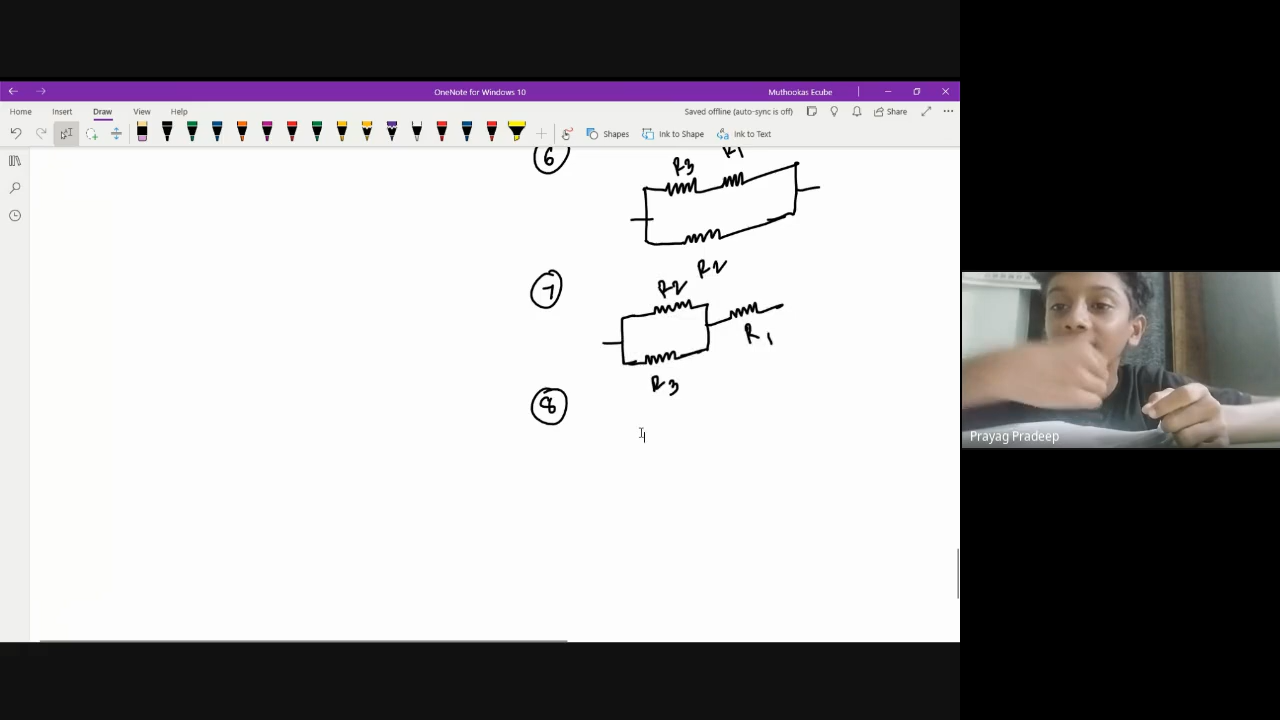 OneNote for Windows 10
Muthookas Ecube
Home Insert Draw View Help
Saved offline (auto-sync is off)
Share
Shapes
Ink to Shape
Ink to Text
6
R3 R1
R2
7
R2
R1
R3
8
Prayag Pradeep